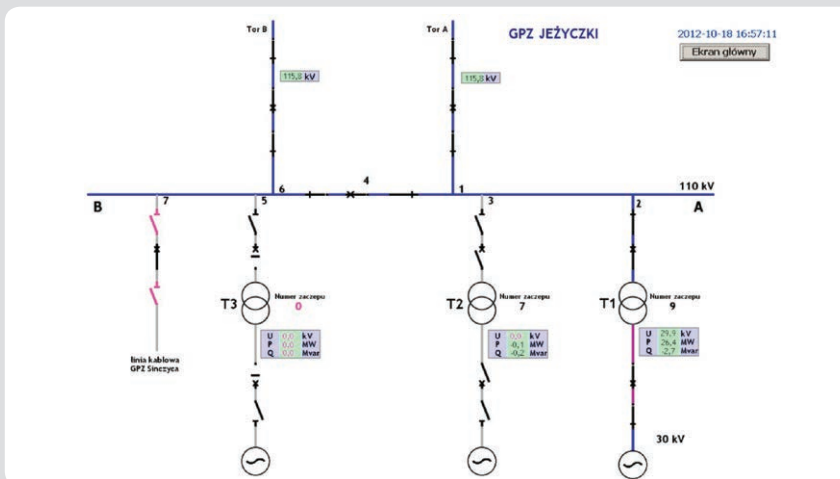 Tor B
Tor A
GPZ JEŻYCZKI
2012-10-18 16:57:11
Ekran główny
115,8 kV
115,8 kV
4
6
1
110 kV
B
7
5
3
2
A
T3
Numer zaczepu
0
T2
Numer zaczepu
7
T1
Numer zaczepu
9
U 0,0 kV
P 0,0 MW
Q 0,0 Mvar
U 0,0 kV
P -0,1 MW
Q -0,2 Mvar
U 29,9 kV
P 26,4 MW
Q -2,7 Mvar
linia kablowa
GPZ Sińczyca
30 kV